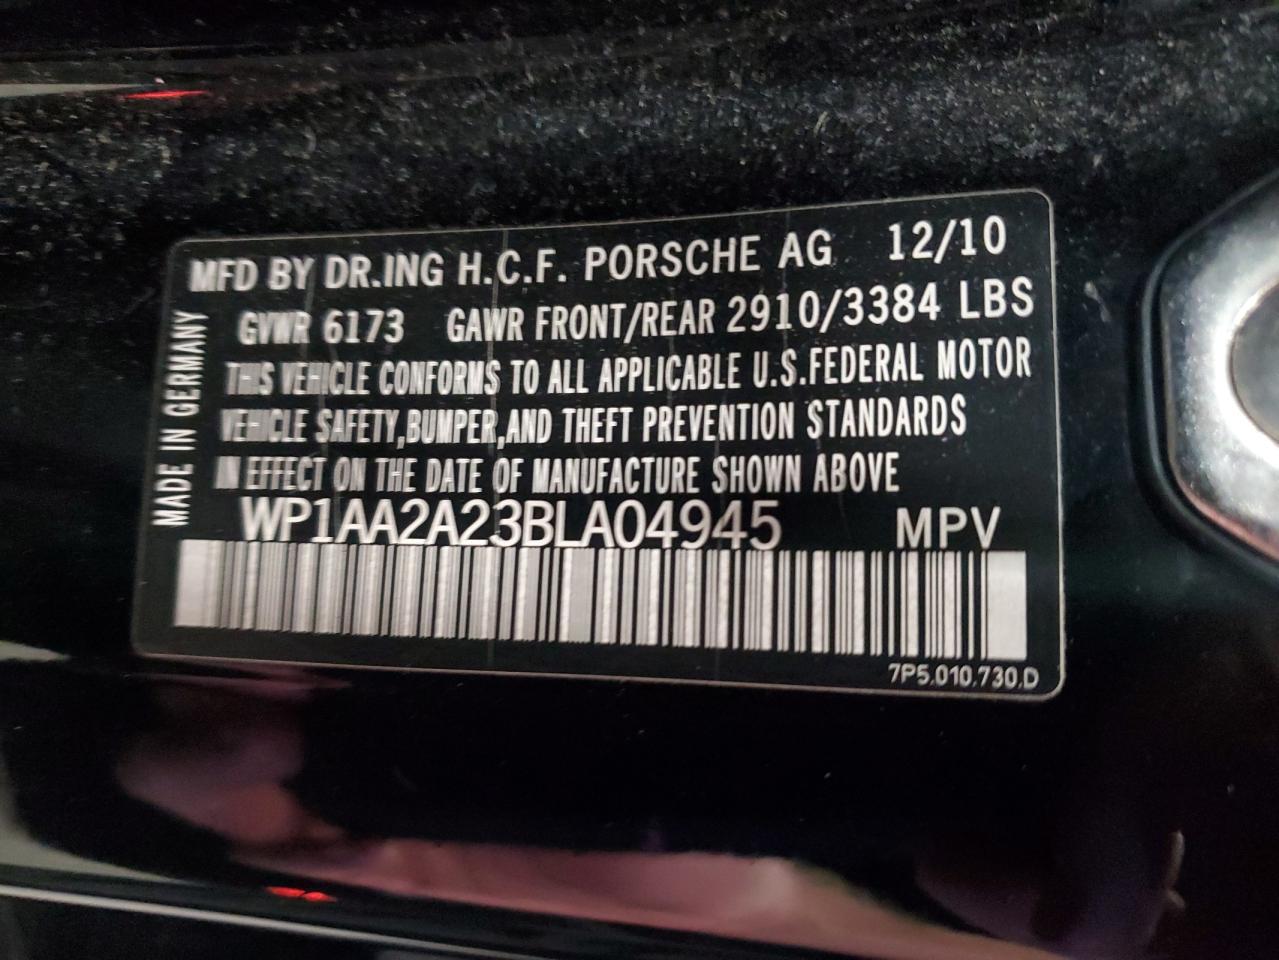 MFD BY DR.ING H.C.F. PORSCHE AG 12/10
GVWR 6173 GAWR FRONT/REAR 2910/3384 LBS
THIS VEHICLE CONFORMS TO ALL APPLICABLE U.S.FEDERAL MOTOR
VEHICLE SAFETY,BUMPER,AND THEFT PREVENTION STANDARDS
IN EFFECT ON THE DATE OF MANUFACTURE SHOWN ABOVE
WP1AA2A23BLA04945 MPV
7P5.010.730.D
MADE IN GERMANY